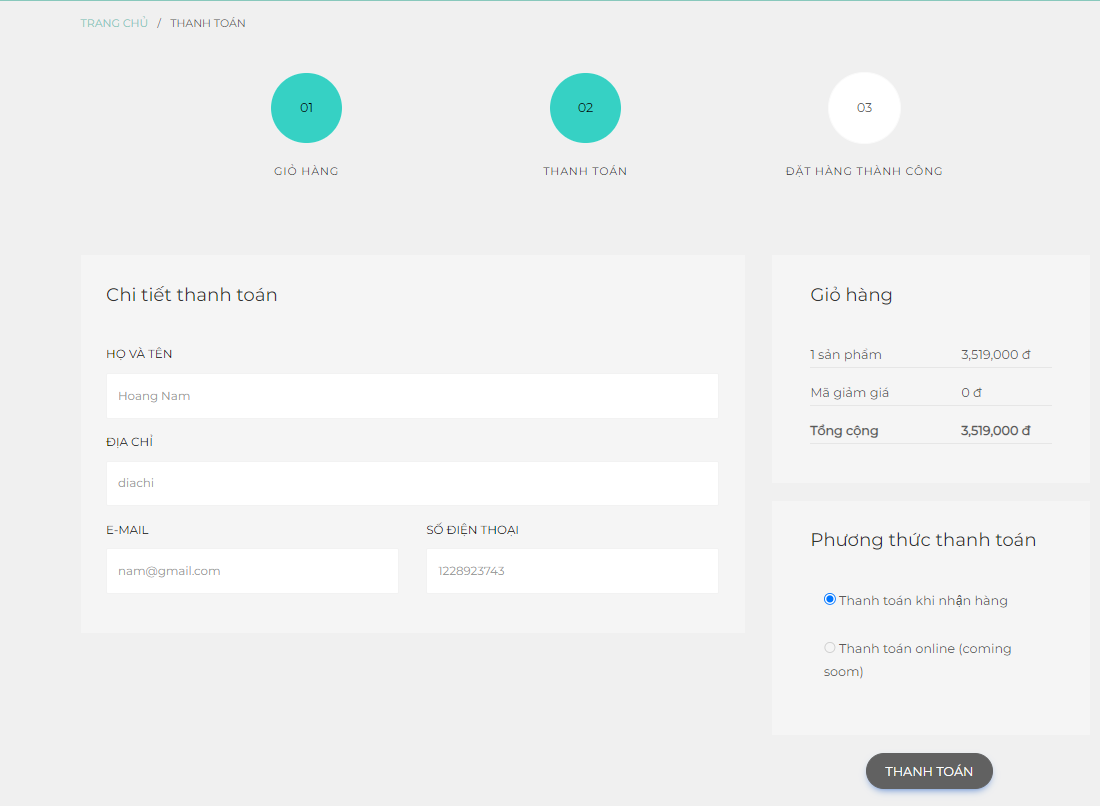 TRANG CHỦ / THANH TOÁN
01
02
03
GIỎ HÀNG
THANH TOÁN
ĐẶT HÀNG THÀNH CÔNG
Chi tiết thanh toán
HỌ VÀ TÊN
Hoang Nam
ĐỊA CHỈ
diachi
E-MAIL
SỐ ĐIỆN THOẠI
nam@gmail.com
1228923743
Giỏ hàng
1 sản phẩm 3,519,000 đ
Mã giảm giá 0 đ
Tổng cộng 3,519,000 đ
Phương thức thanh toán
Thanh toán khi nhận hàng
Thanh toán online (coming
soom)
THANH TOÁN